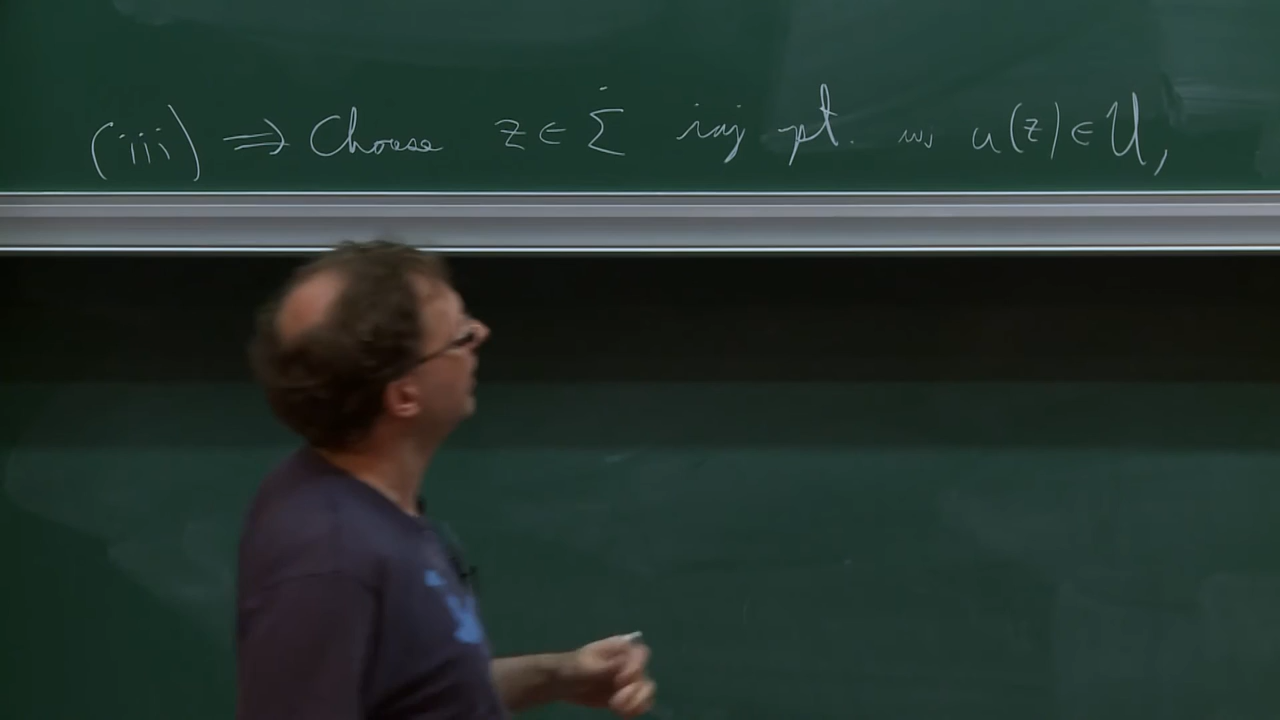 (iii) ⇒ Choose z ∈ Σ̇ inj pt. w/ u(z) ∈ U,